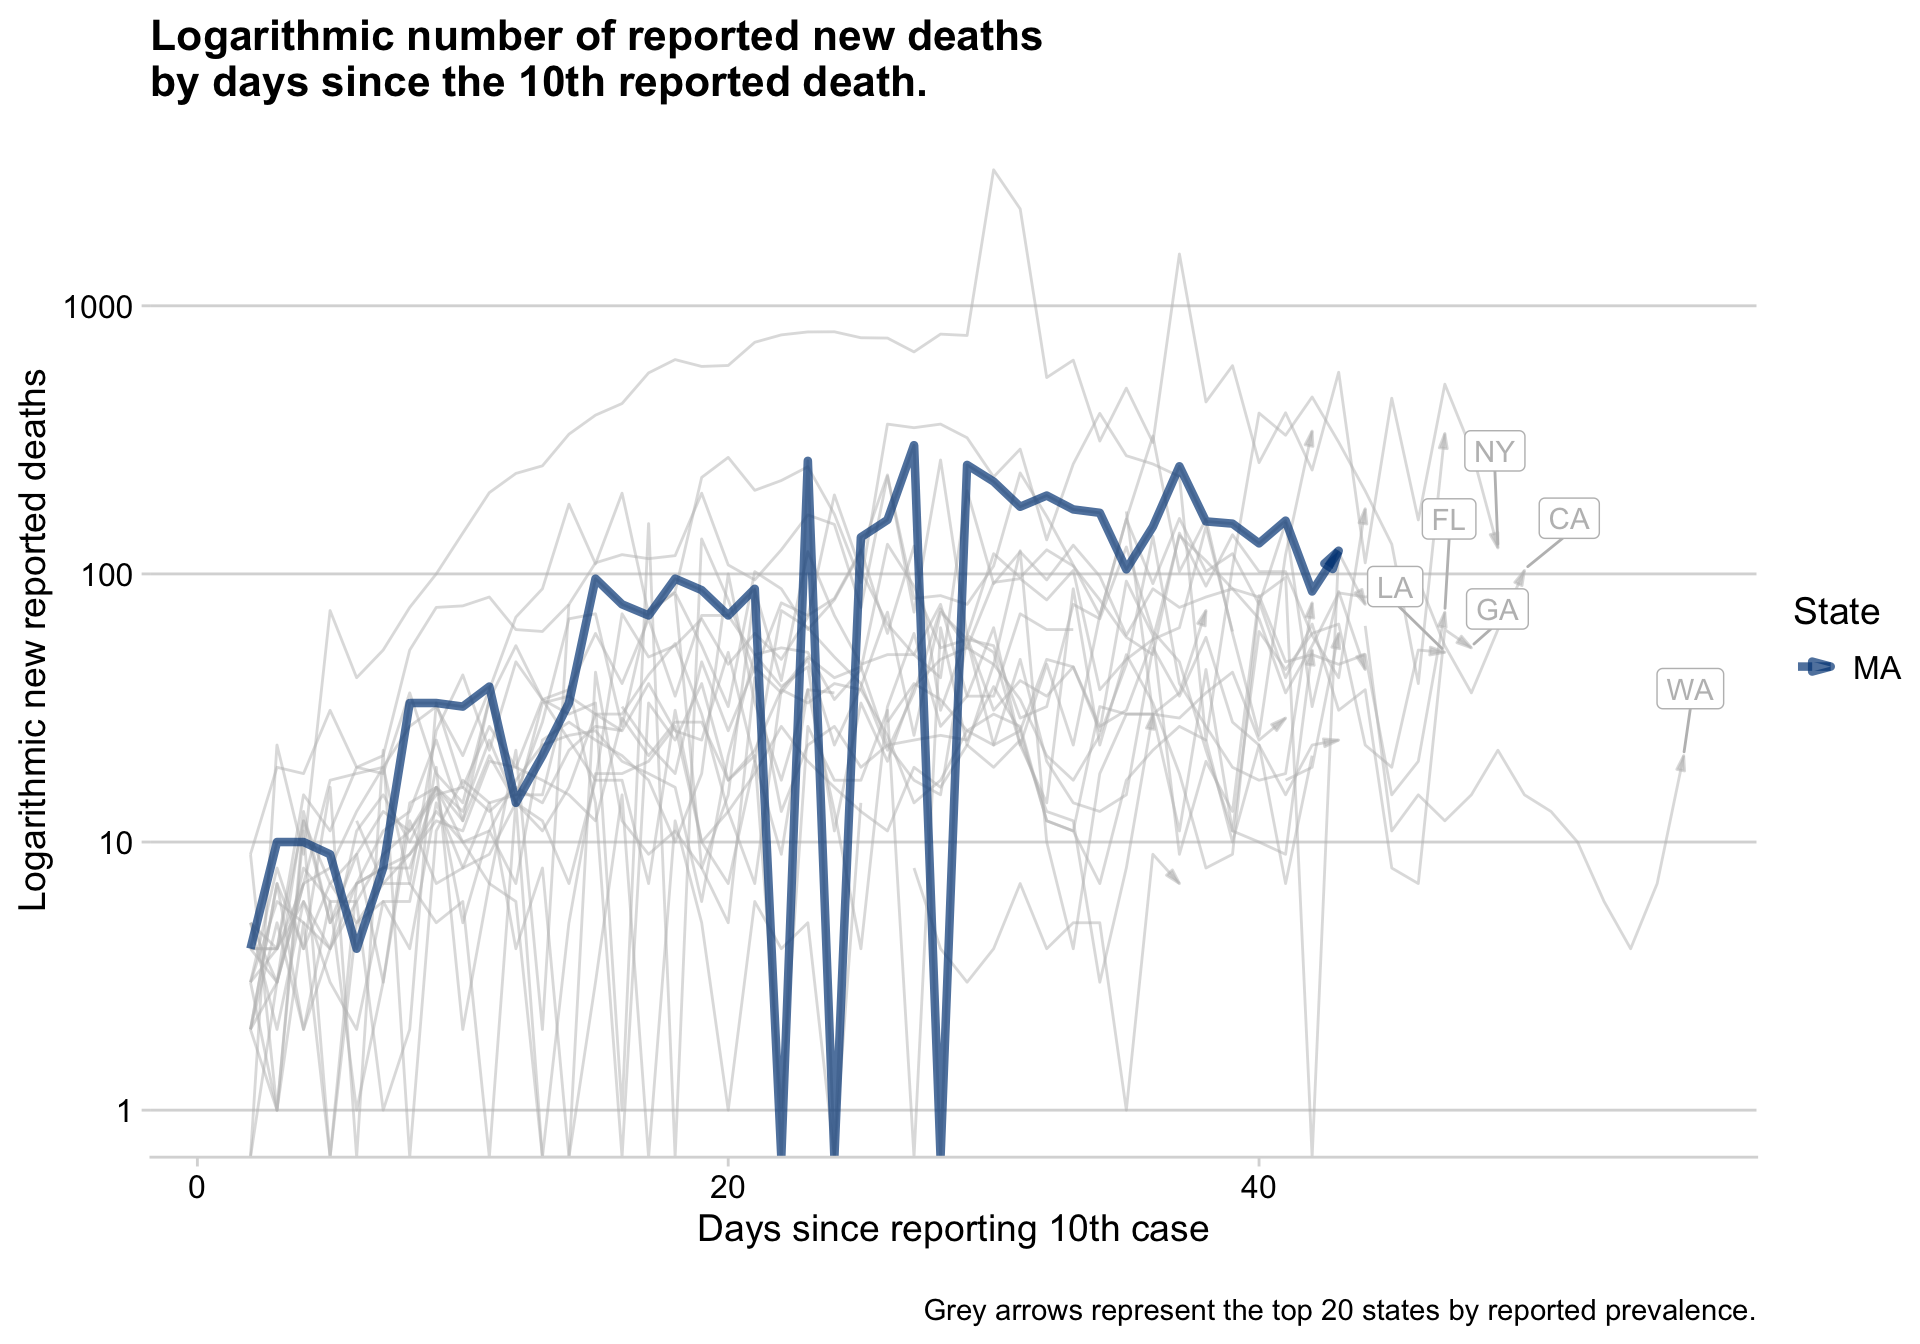 Logarithmic number of reported new deaths
by days since the 10th reported death.
Logarithmic new reported deaths
1000
100
10
1
NY
FL
CA
LA
GA
WA
State
MA
0
20
40
Days since reporting 10th case
Grey arrows represent the top 20 states by reported prevalence.